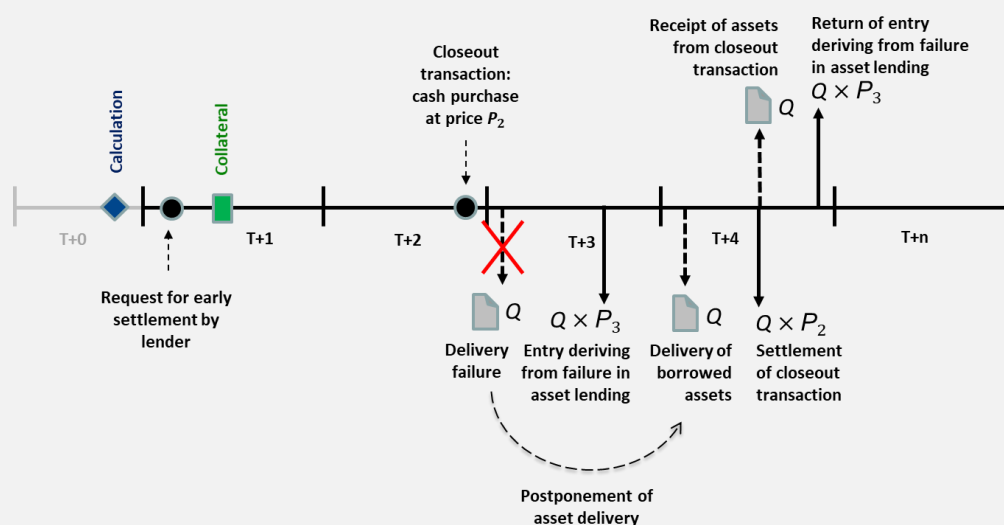 Receipt of assets
from closeout
transaction
Q
Return of entry
deriving from failure
in asset lending
Q × P3
Closeout
transaction:
cash purchase
at price P2
Calculation
Collateral
T+0
T+1
T+2
T+3
T+4
T+n
Request for early
settlement by
lender
Q
Delivery
failure
Q × P3
Entry deriving
from failure in
asset lending
Q
Delivery of
borrowed
assets
Q × P2
Settlement
of closeout
transaction
Postponement of
asset delivery